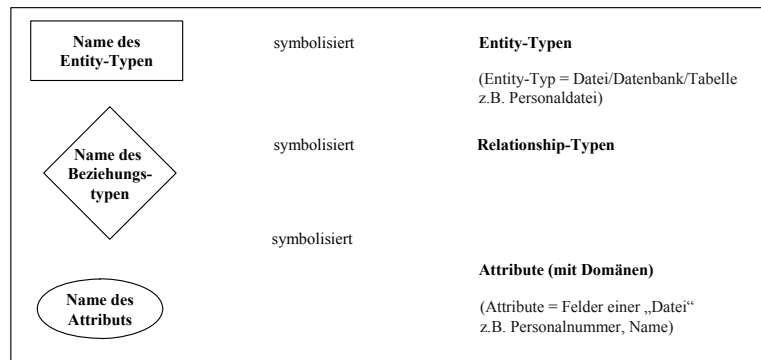 Name des
Entity-Typen
symbolisiert
Entity-Typen
(Entity-Typ = Datei/Datenbank/Tabelle
z.B. Personaldatei)
Name des
Beziehungs-
typen
symbolisiert
Relationship-Typen
symbolisiert
Attribute (mit Domänen)
Name des
Attributs
(Attribute = Felder einer „Datei“
z.B. Personalnummer, Name)